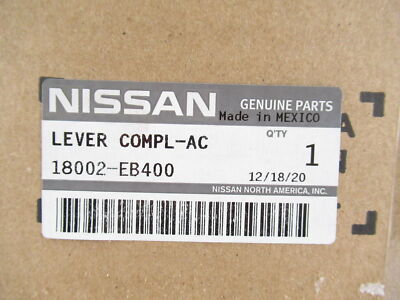 NISSAN
GENUINE PARTS
Made in MEXICO
LEVER COMPL-AC
Q'TY
18002-EB400
1
12/18/20
NISSAN NORTH AMERICA, INC.